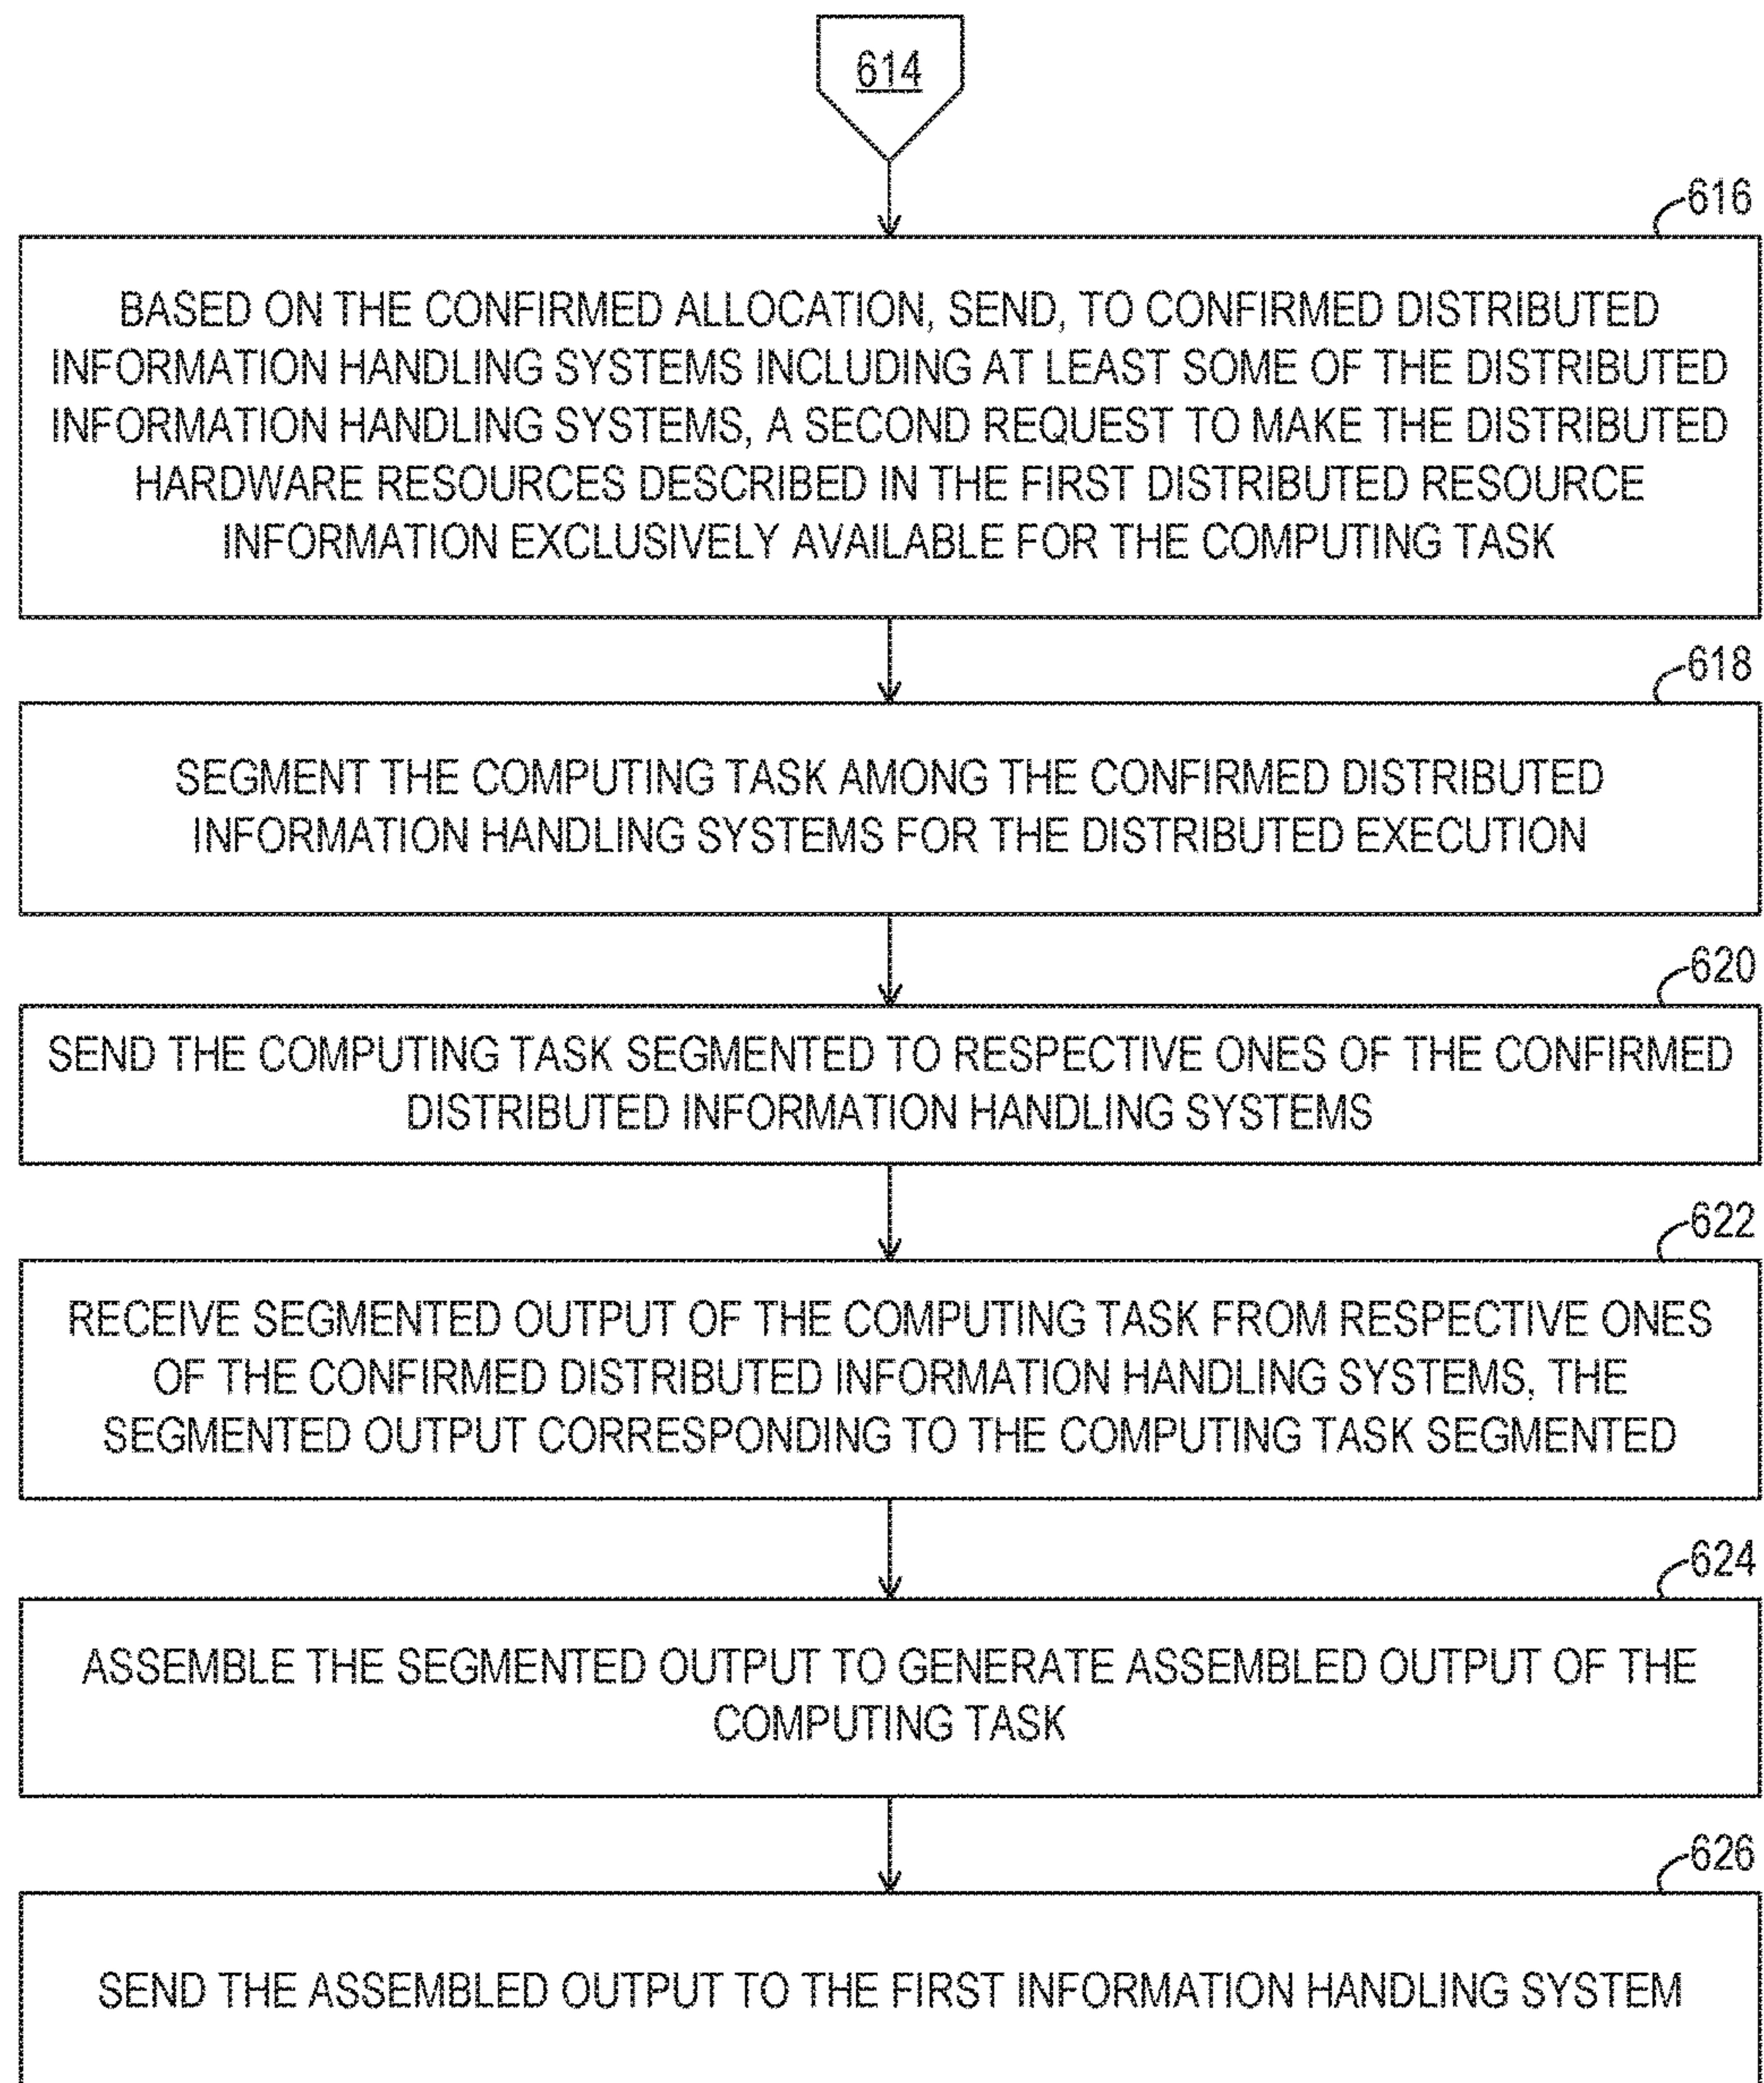 614
616
BASED ON THE CONFIRMED ALLOCATION, SEND, TO CONFIRMED DISTRIBUTED
INFORMATION HANDLING SYSTEMS INCLUDING AT LEAST SOME OF THE DISTRIBUTED
INFORMATION HANDLING SYSTEMS, A SECOND REQUEST TO MAKE THE DISTRIBUTED
HARDWARE RESOURCES DESCRIBED IN THE FIRST DISTRIBUTED RESOURCE
INFORMATION EXCLUSIVELY AVAILABLE FOR THE COMPUTING TASK
618
SEGMENT THE COMPUTING TASK AMONG THE CONFIRMED DISTRIBUTED
INFORMATION HANDLING SYSTEMS FOR THE DISTRIBUTED EXECUTION
620
SEND THE COMPUTING TASK SEGMENTED TO RESPECTIVE ONES OF THE CONFIRMED
DISTRIBUTED INFORMATION HANDLING SYSTEMS
622
RECEIVE SEGMENTED OUTPUT OF THE COMPUTING TASK FROM RESPECTIVE ONES
OF THE CONFIRMED DISTRIBUTED INFORMATION HANDLING SYSTEMS, THE
SEGMENTED OUTPUT CORRESPONDING TO THE COMPUTING TASK SEGMENTED
624
ASSEMBLE THE SEGMENTED OUTPUT TO GENERATE ASSEMBLED OUTPUT OF THE
COMPUTING TASK
626
SEND THE ASSEMBLED OUTPUT TO THE FIRST INFORMATION HANDLING SYSTEM